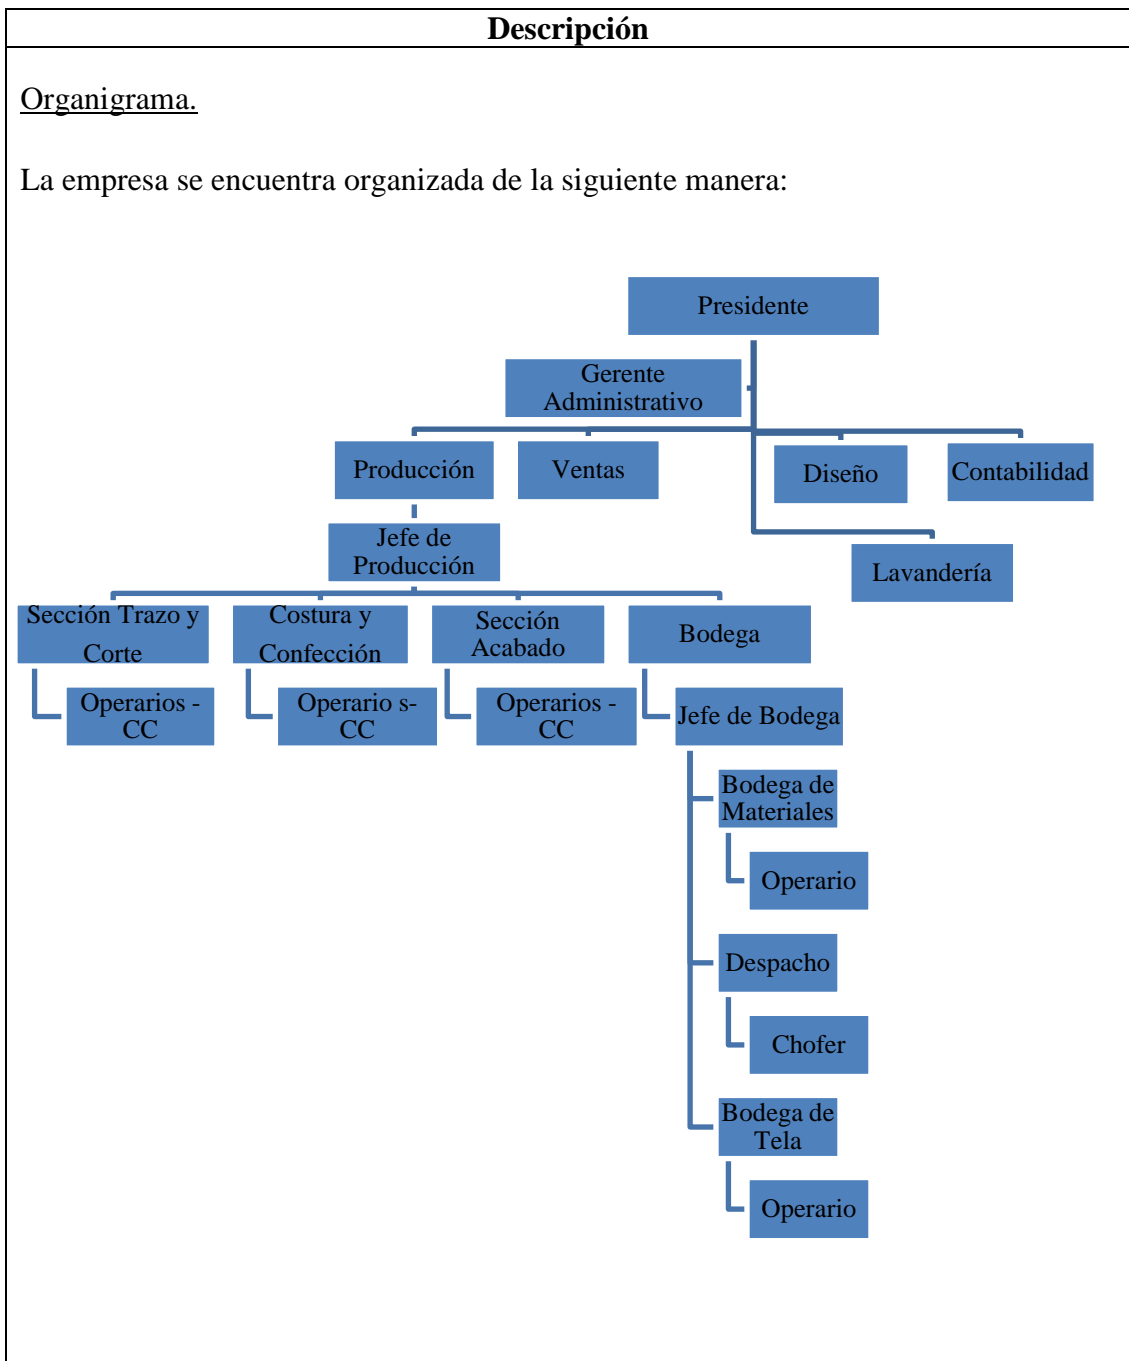 Descripción
Organigrama.
La empresa se encuentra organizada de la siguiente manera:
Presidente
Gerente
Administrativo
Producción
Ventas
Diseño
Contabilidad
Jefe de
Producción
Lavandería
Sección Trazo y
Corte
Costura y
Confección
Sección
Acabado
Bodega
Operarios -
CC
Operario s-
CC
Operarios -
CC
Jefe de Bodega
Bodega de
Materiales
Operario
Despacho
Chofer
Bodega de
Tela
Operario